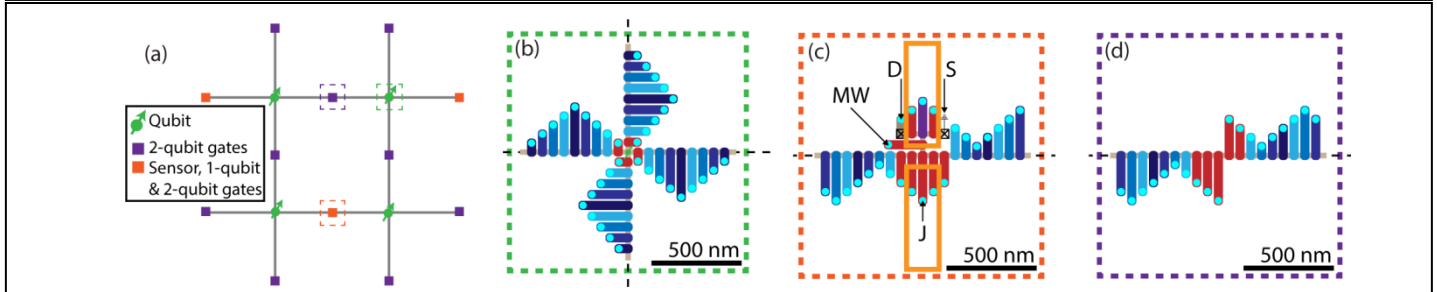 (a)
Qubit
2-qubit gates
Sensor, 1-qubit
& 2-qubit gates
(b)
500 nm
(c)
D
S
MW
J
500 nm
(d)
500 nm